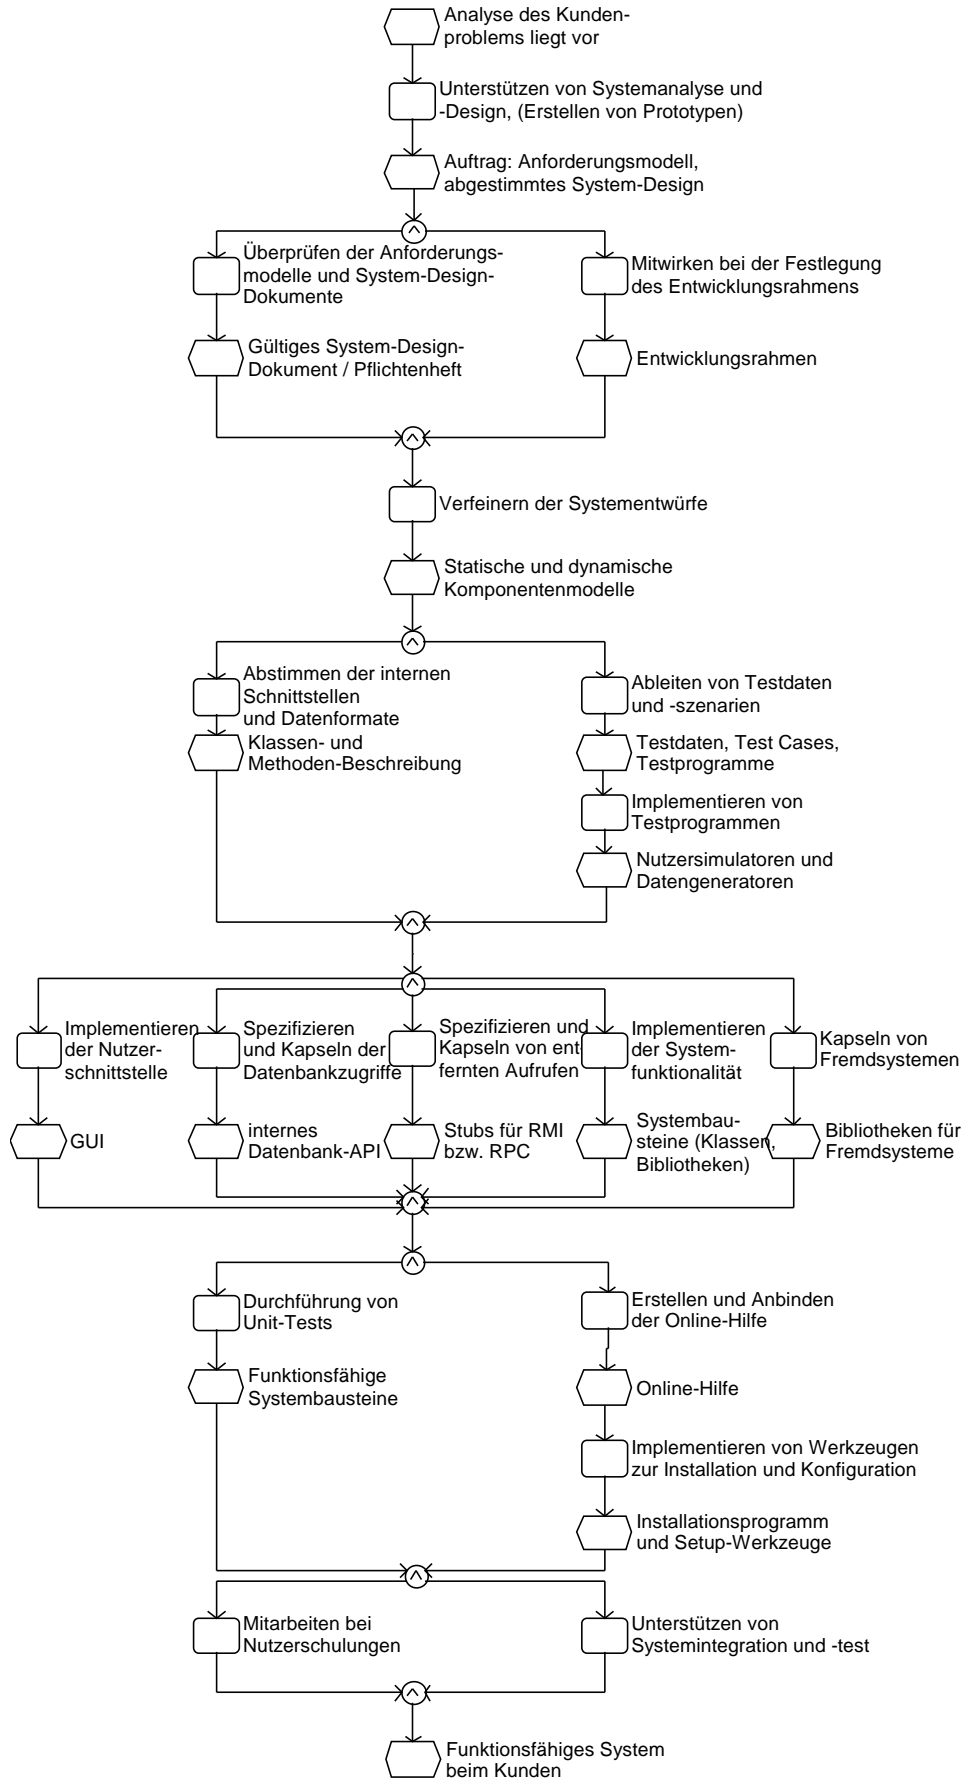 Analyse des Kunden-
problems liegt vor
Unterstützen von Systemanalyse und
-Design, (Erstellen von Prototypen)
Auftrag: Anforderungsmodell,
abgestimmtes System-Design
Überprüfen der Anforderungs-
modelle und System-Design-
Dokumente
Mitwirken bei der Festlegung
des Entwicklungsrahmens
Gültiges System-Design-
Dokument / Pflichtenheft
Entwicklungsrahmen
Verfeinern der Systementwürfe
Statische und dynamische
Komponentenmodelle
Abstimmen der internen
Schnittstellen
und Datenformate
Ableiten von Testdaten
und -szenarien
Klassen- und
Methoden-Beschreibung
Testdaten, Test Cases,
Testprogramme
Implementieren von
Testprogrammen
Nutzersimulatoren und
Datengeneratoren
Implementieren
der Nutzer-
schnittstelle
Spezifizieren
und Kapseln der
Datenbankzugriffe
Spezifizieren und
Kapseln von ent-
fernten Aufrufen
Implementieren
der System-
funktionalität
Kapseln von
Fremdsystemen
GUI
internes
Datenbank-API
Stubs für RMI
bzw. RPC
Systembau-
steine (Klassen,
Bibliotheken)
Bibliotheken für
Fremdsysteme
Durchführung von
Unit-Tests
Erstellen und Anbinden
der Online-Hilfe
Funktionsfähige
Systembausteine
Online-Hilfe
Implementieren von Werkzeugen
zur Installation und Konfiguration
Installationsprogramm
und Setup-Werkzeuge
Mitarbeiten bei
Nutzerschulungen
Unterstützen von
Systemintegration und -test
Funktionsfähiges System
beim Kunden